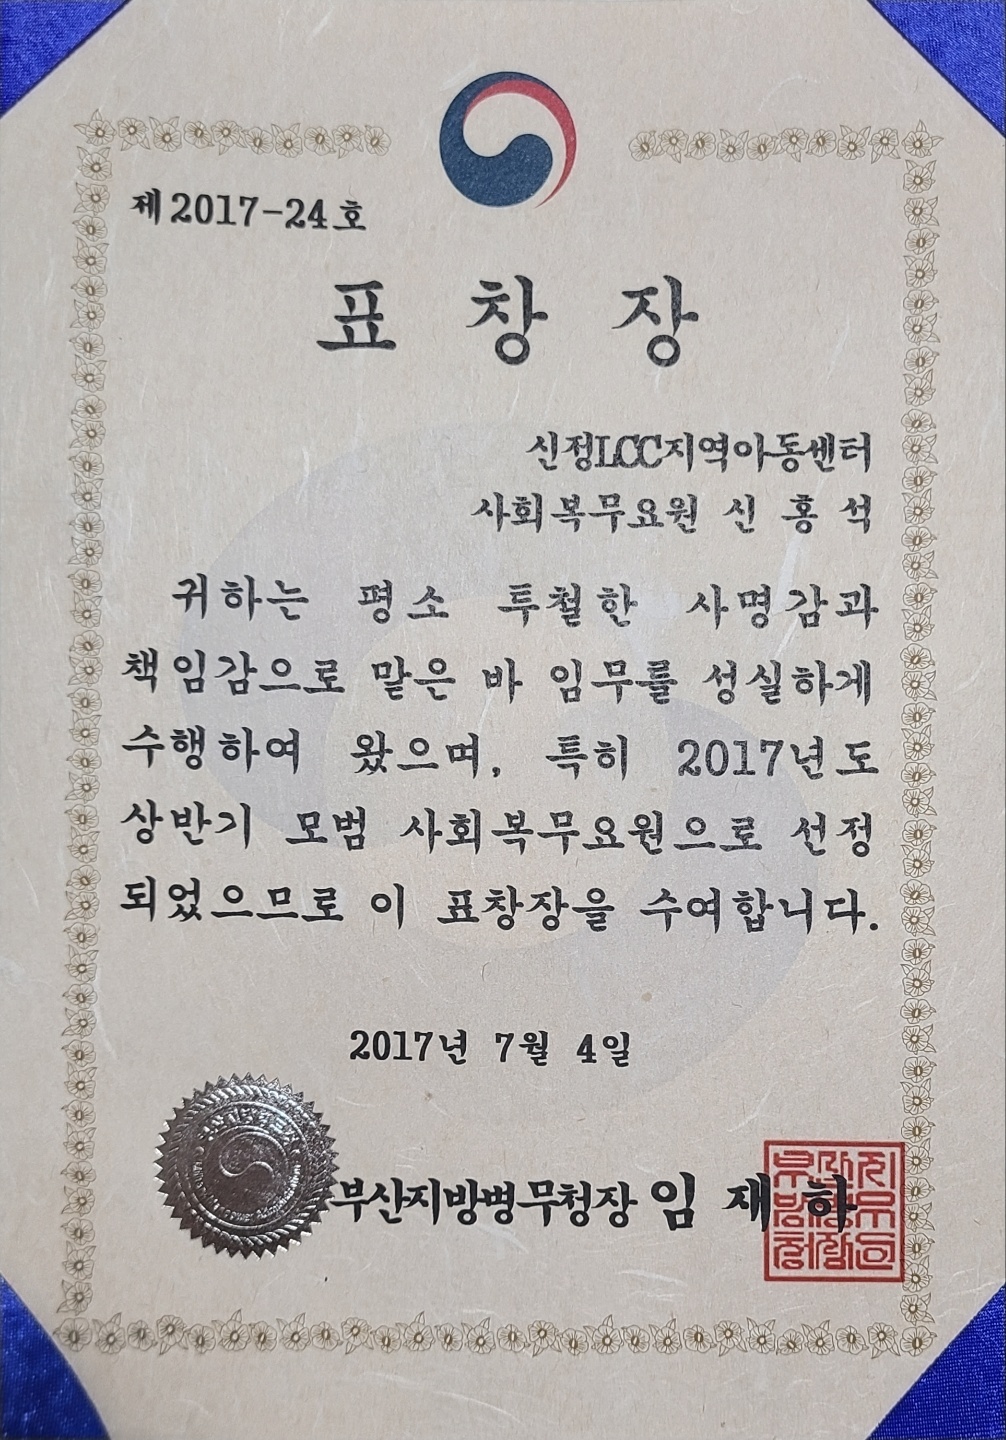 제2017-24호
표 창 장
신정LCC지역아동센터
사회복무요원 신 홍 석
귀하는 평소 투철한 사명감과
책임감으로 맡은 바 임무를 성실하게
수행하여 왔으며, 특히 2017년도
상반기 모범 사회복무요원으로 선정
되었으므로 이 표창장을 수여합니다.
2017년 7월 4일
부산지방병무청장 임 재 하